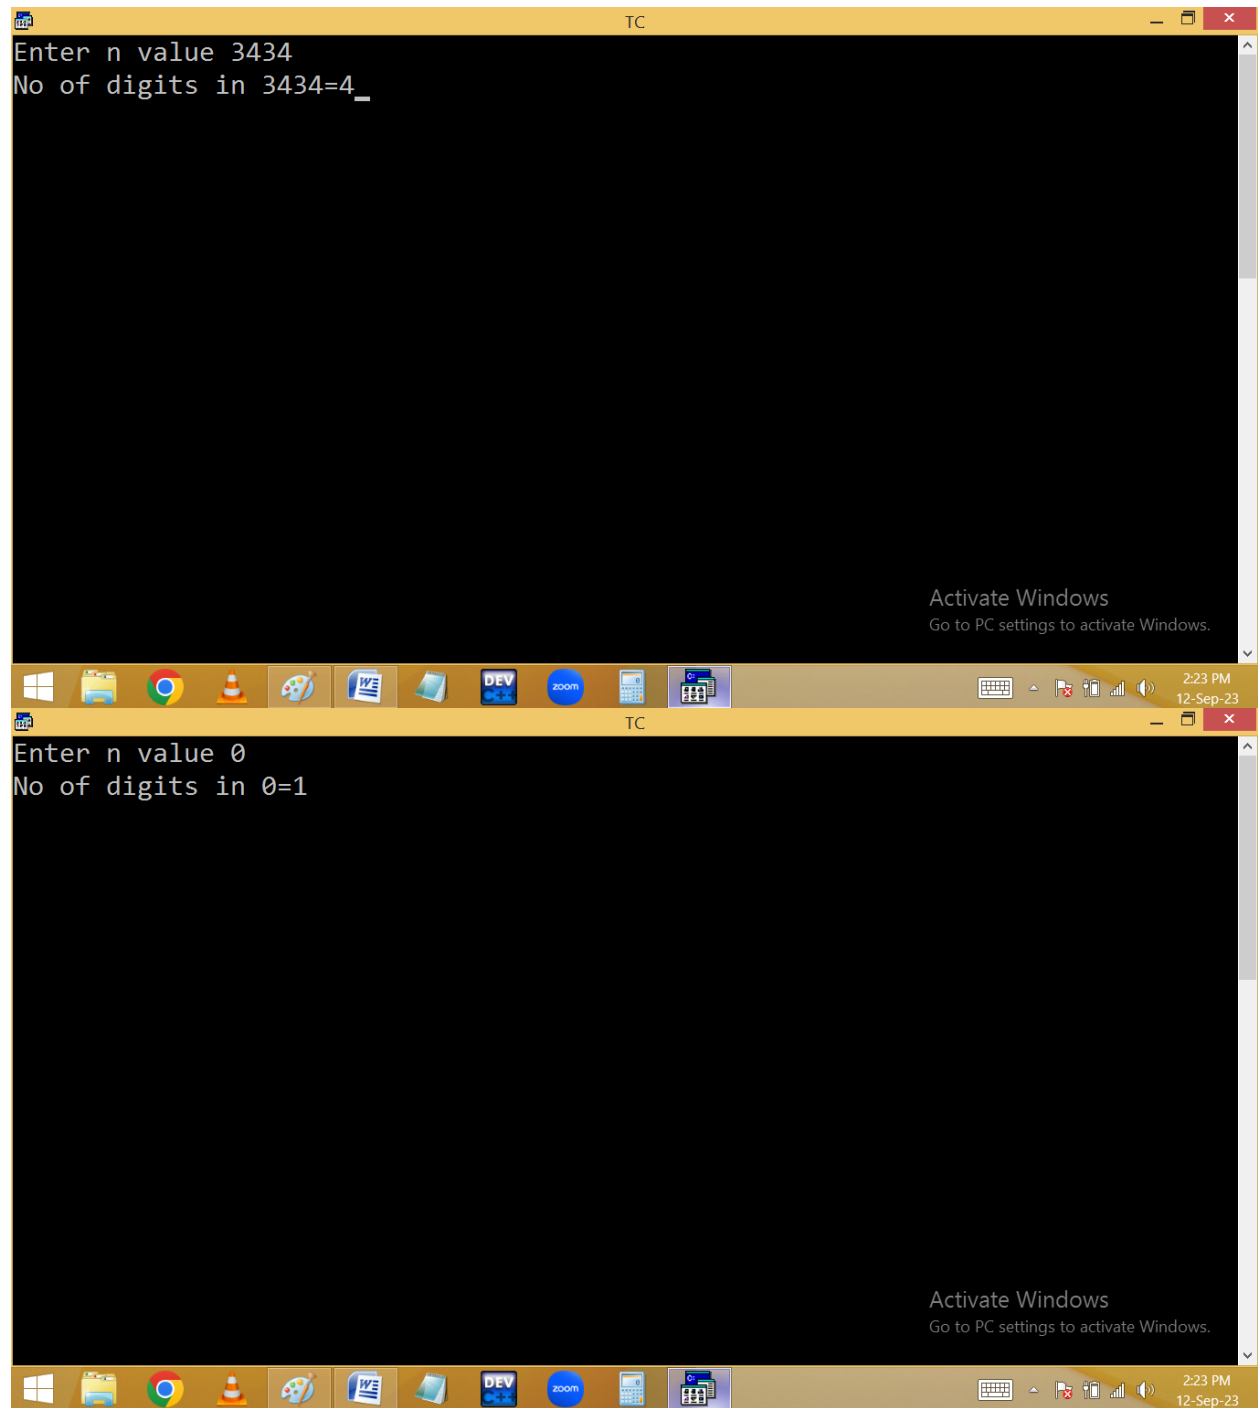 TC
Enter n value 3434
No of digits in 3434=4_
Activate Windows
Go to PC settings to activate Windows.
DEV
C++
zoom
2:23 PM
12-Sep-23
TC
Enter n value 0
No of digits in 0=1
Activate Windows
Go to PC settings to activate Windows.
DEV
C++
zoom
2:23 PM
12-Sep-23